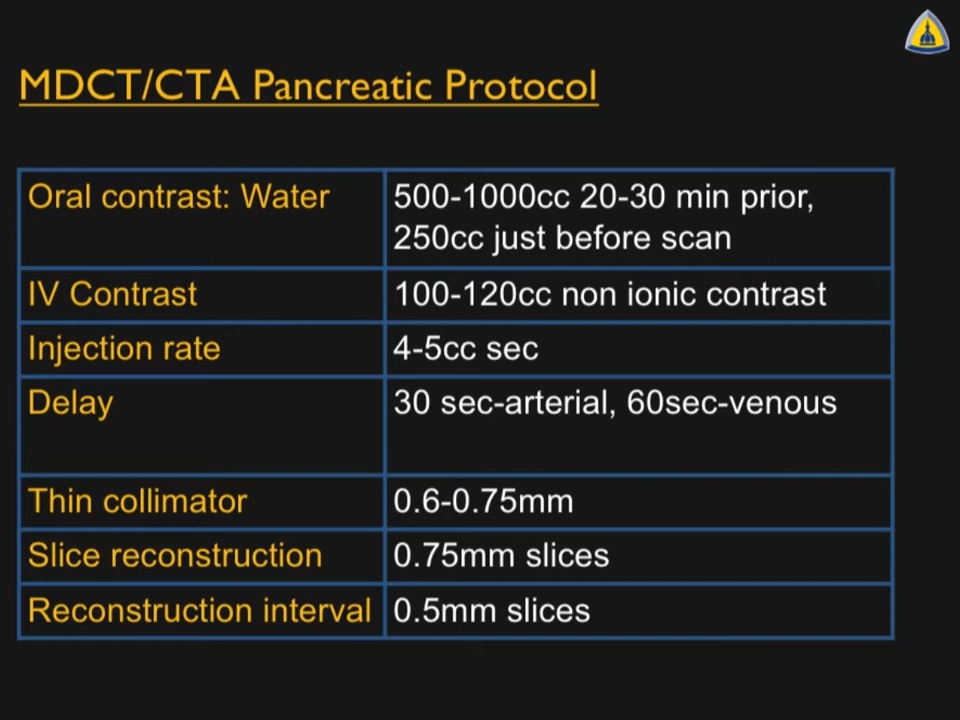 MDCT/CTA Pancreatic Protocol
Oral contrast: Water
500-1000cc 20-30 min prior,
250cc just before scan
IV Contrast
100-120cc non ionic contrast
Injection rate
4-5cc sec
Delay
30 sec-arterial, 60sec-venous
Thin collimator
0.6-0.75mm
Slice reconstruction
0.75mm slices
Reconstruction interval
0.5mm slices